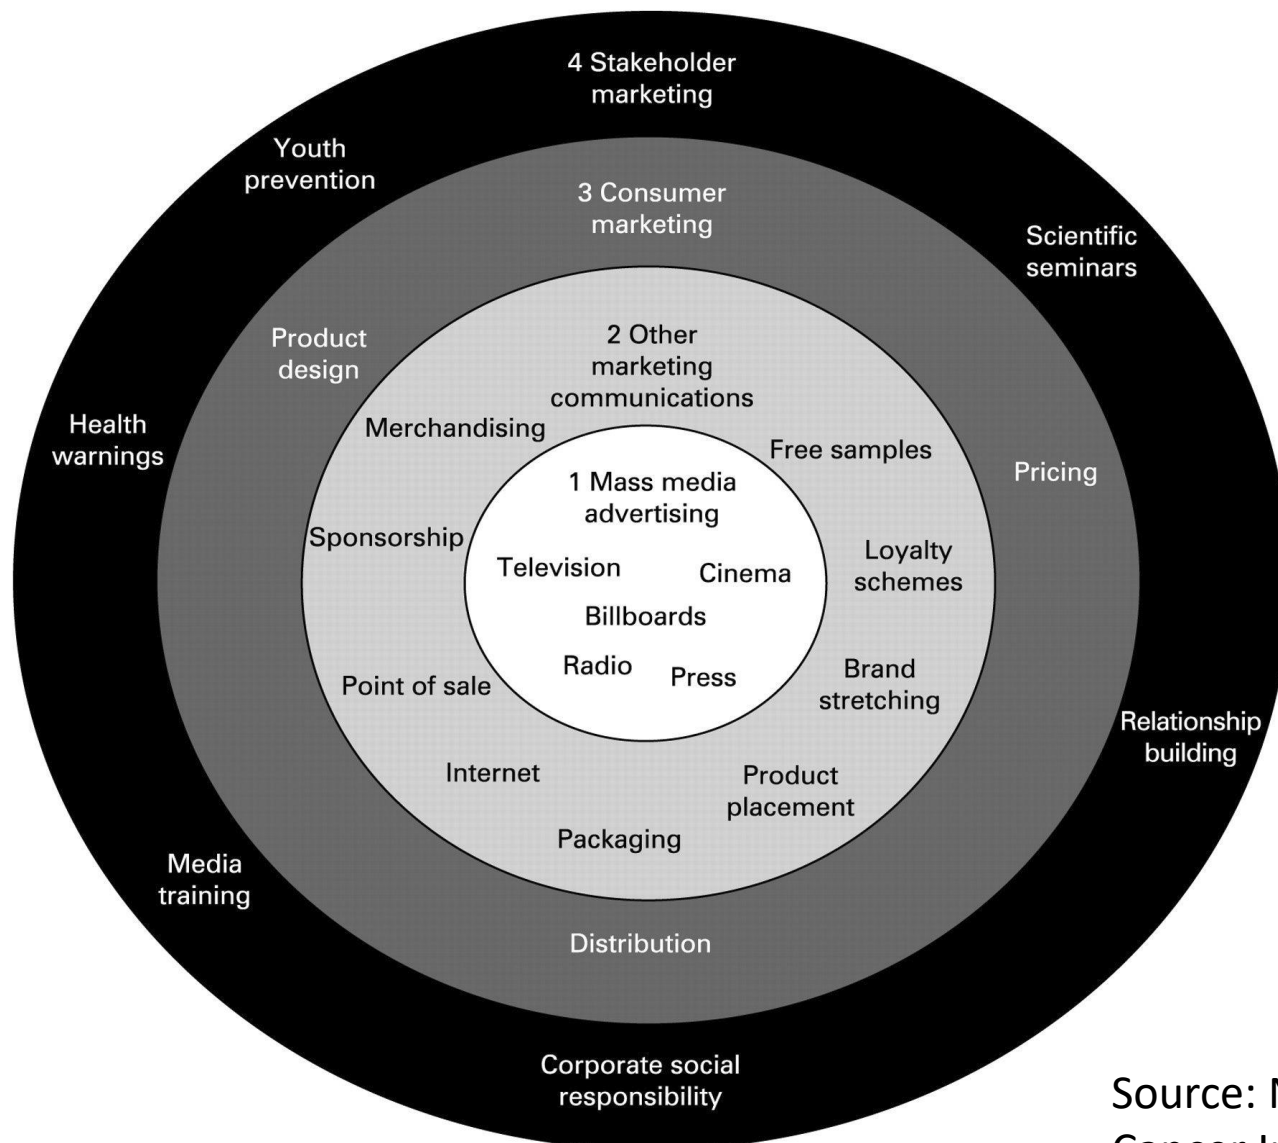 4 Stakeholder
marketing
Youth
prevention
Scientific
seminars
Health
warnings
Relationship
building
Media
training
Corporate social
responsibility
3 Consumer
marketing
Product
design
Pricing
Distribution
2 Other
marketing
communications
Merchandising
Free samples
Sponsorship
Loyalty
schemes
Point of sale
Brand
stretching
Internet
Product
placement
Packaging
1 Mass media
advertising
Television
Cinema
Billboards
Radio
Press
Source:
Cancer